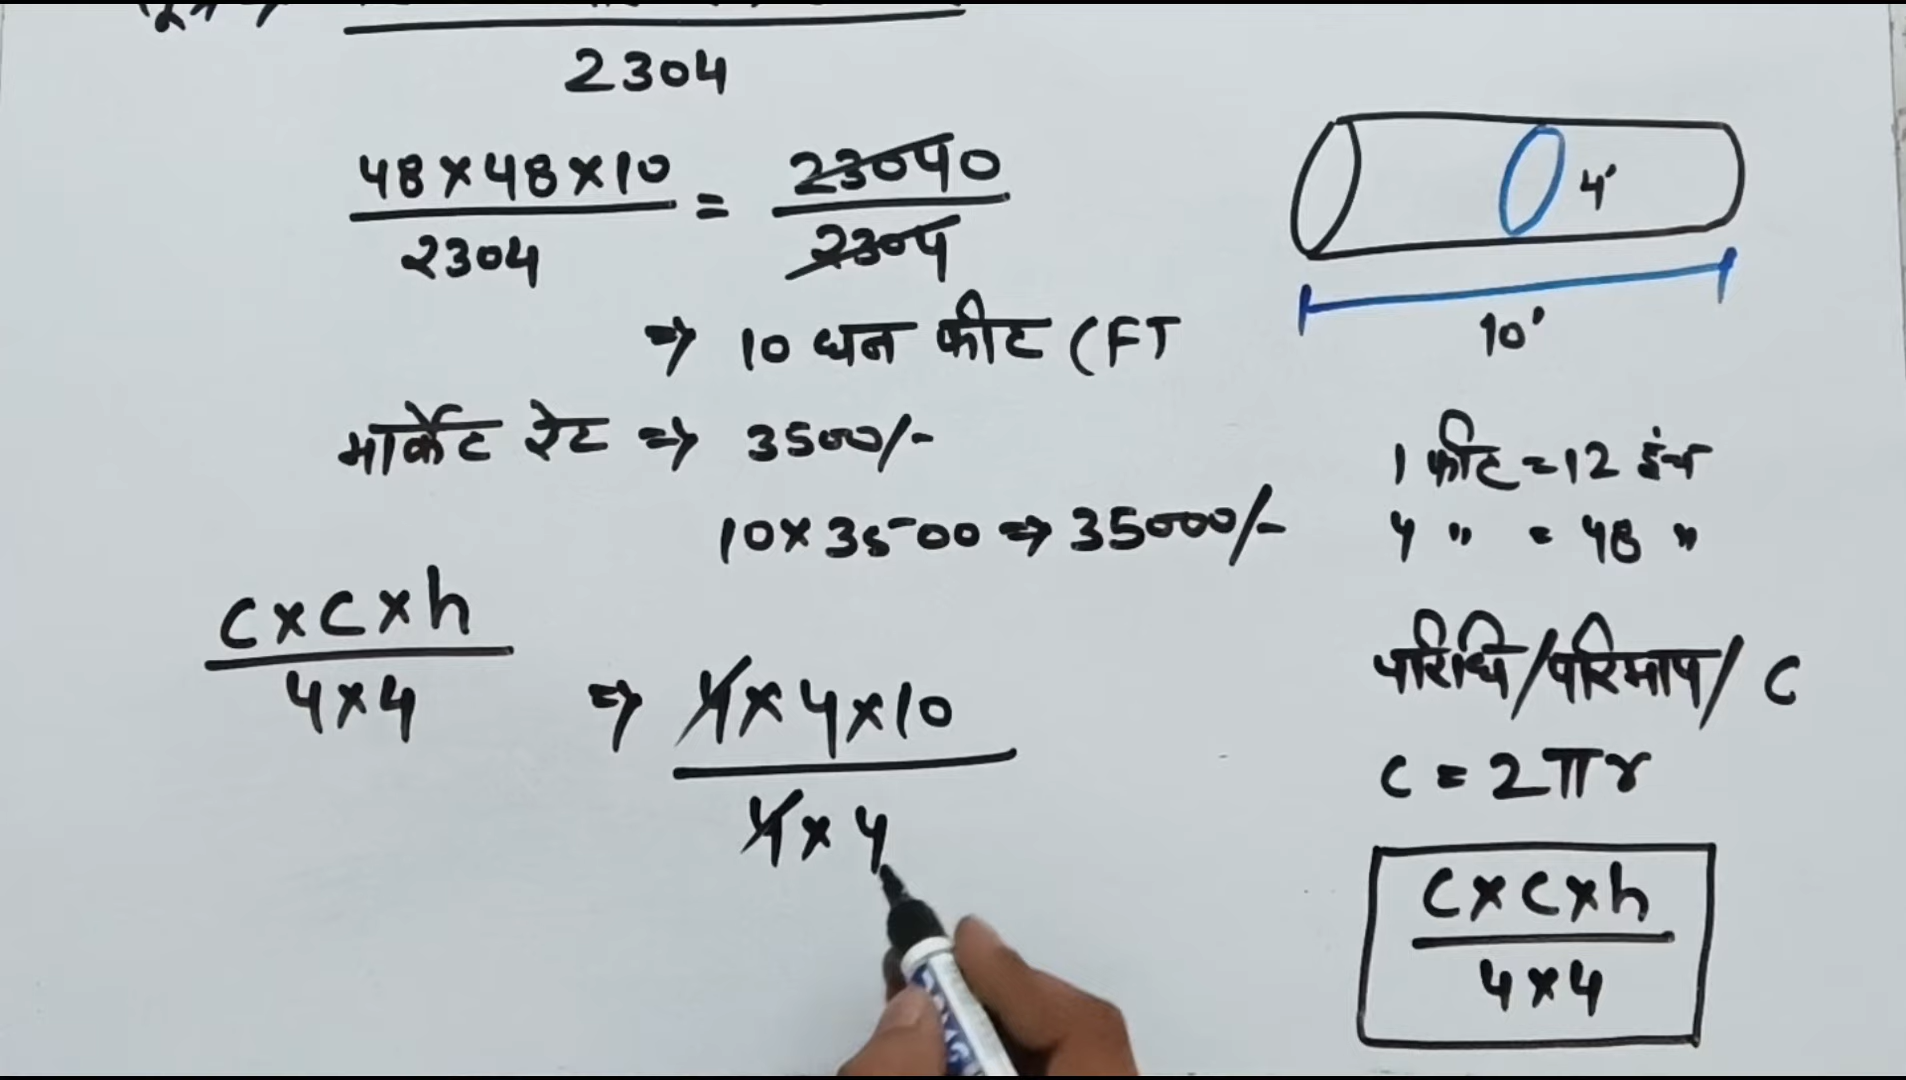 2304
48×48×10 / 2304 = 23040 / 2304
⇒ 10 घन फीट (FT
मार्केट रेट ⇒ 3500/-
10×3500 ⇒ 35000/-
C×C×h / 4×4 ⇒ 4×4×10 / 4×4
4'
10'
1 फीट = 12 इंच
4 " = 48 "
परिधि/परिमाप/ C
C = 2πr
C×C×h / 4×4